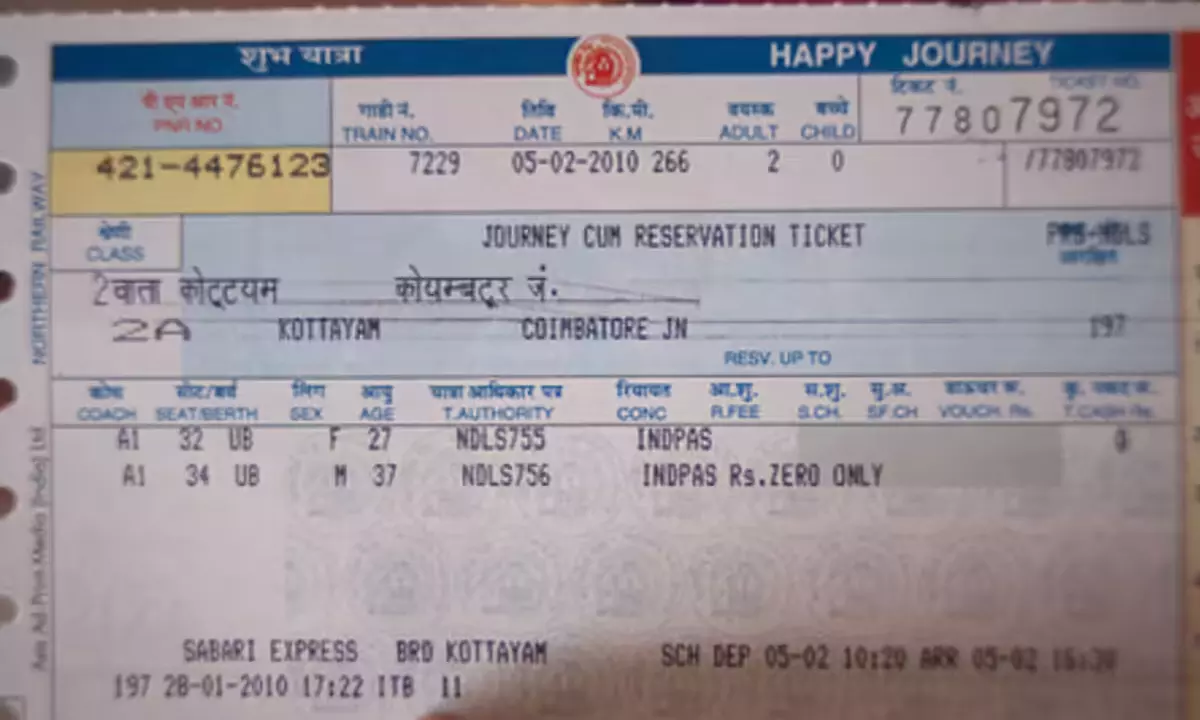 शुभ यात्रा HAPPY JOURNEY
पी एन आर नं. गाड़ी नं. तिथि कि.मी. वयस्क बच्चे टिकट नं. TICKET NO.
PNR NO TRAIN NO. DATE K.M ADULT CHILD 77807972
421-4476123 7229 05-02-2010 266 2 0 /77807972
श्रेणी
CLASS JOURNEY CUM RESERVATION TICKET
2वाता कोट्टयम कोयम्बटूर जं.
2A KOTTAYAM COIMBATORE JN 197
RESV. UP TO
कोच सीट/बर्थ लिंग आयु यात्रा अधिकार पत्र रियायत आ.शु. स.शु. सु.अ.
COACH SEAT/BERTH SEX AGE T.AUTHORITY CONC R.FEE S.CH. SF.CH VOUCH. Rs. T.CASH Rs.
A1 32 UB F 27 NDLS755 INDPAS 0
A1 34 UB M 37 NDLS756 INDPAS Rs.ZERO ONLY
SABARI EXPRESS BRD KOTTAYAM SCH DEP 05-02 10:20 ARR 05-02
197 28-01-2010 17:22 ITB 11
NORTHERN RAILWAY